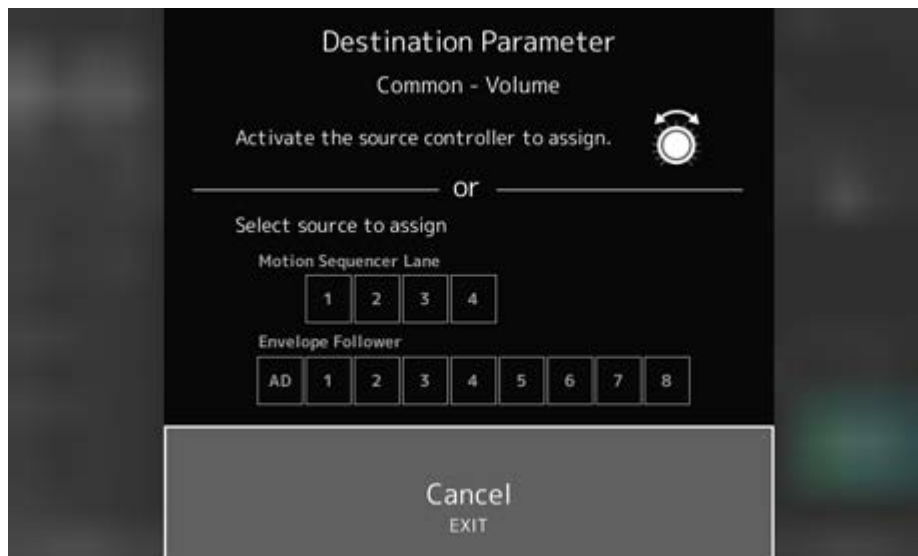 Destination Parameter
Common - Volume
Activate the source controller to assign.
or
Select source to assign
Motion Sequencer Lane
1 2 3 4
Envelope Follower
AD 1 2 3 4 5 6 7 8
Cancel
EXIT